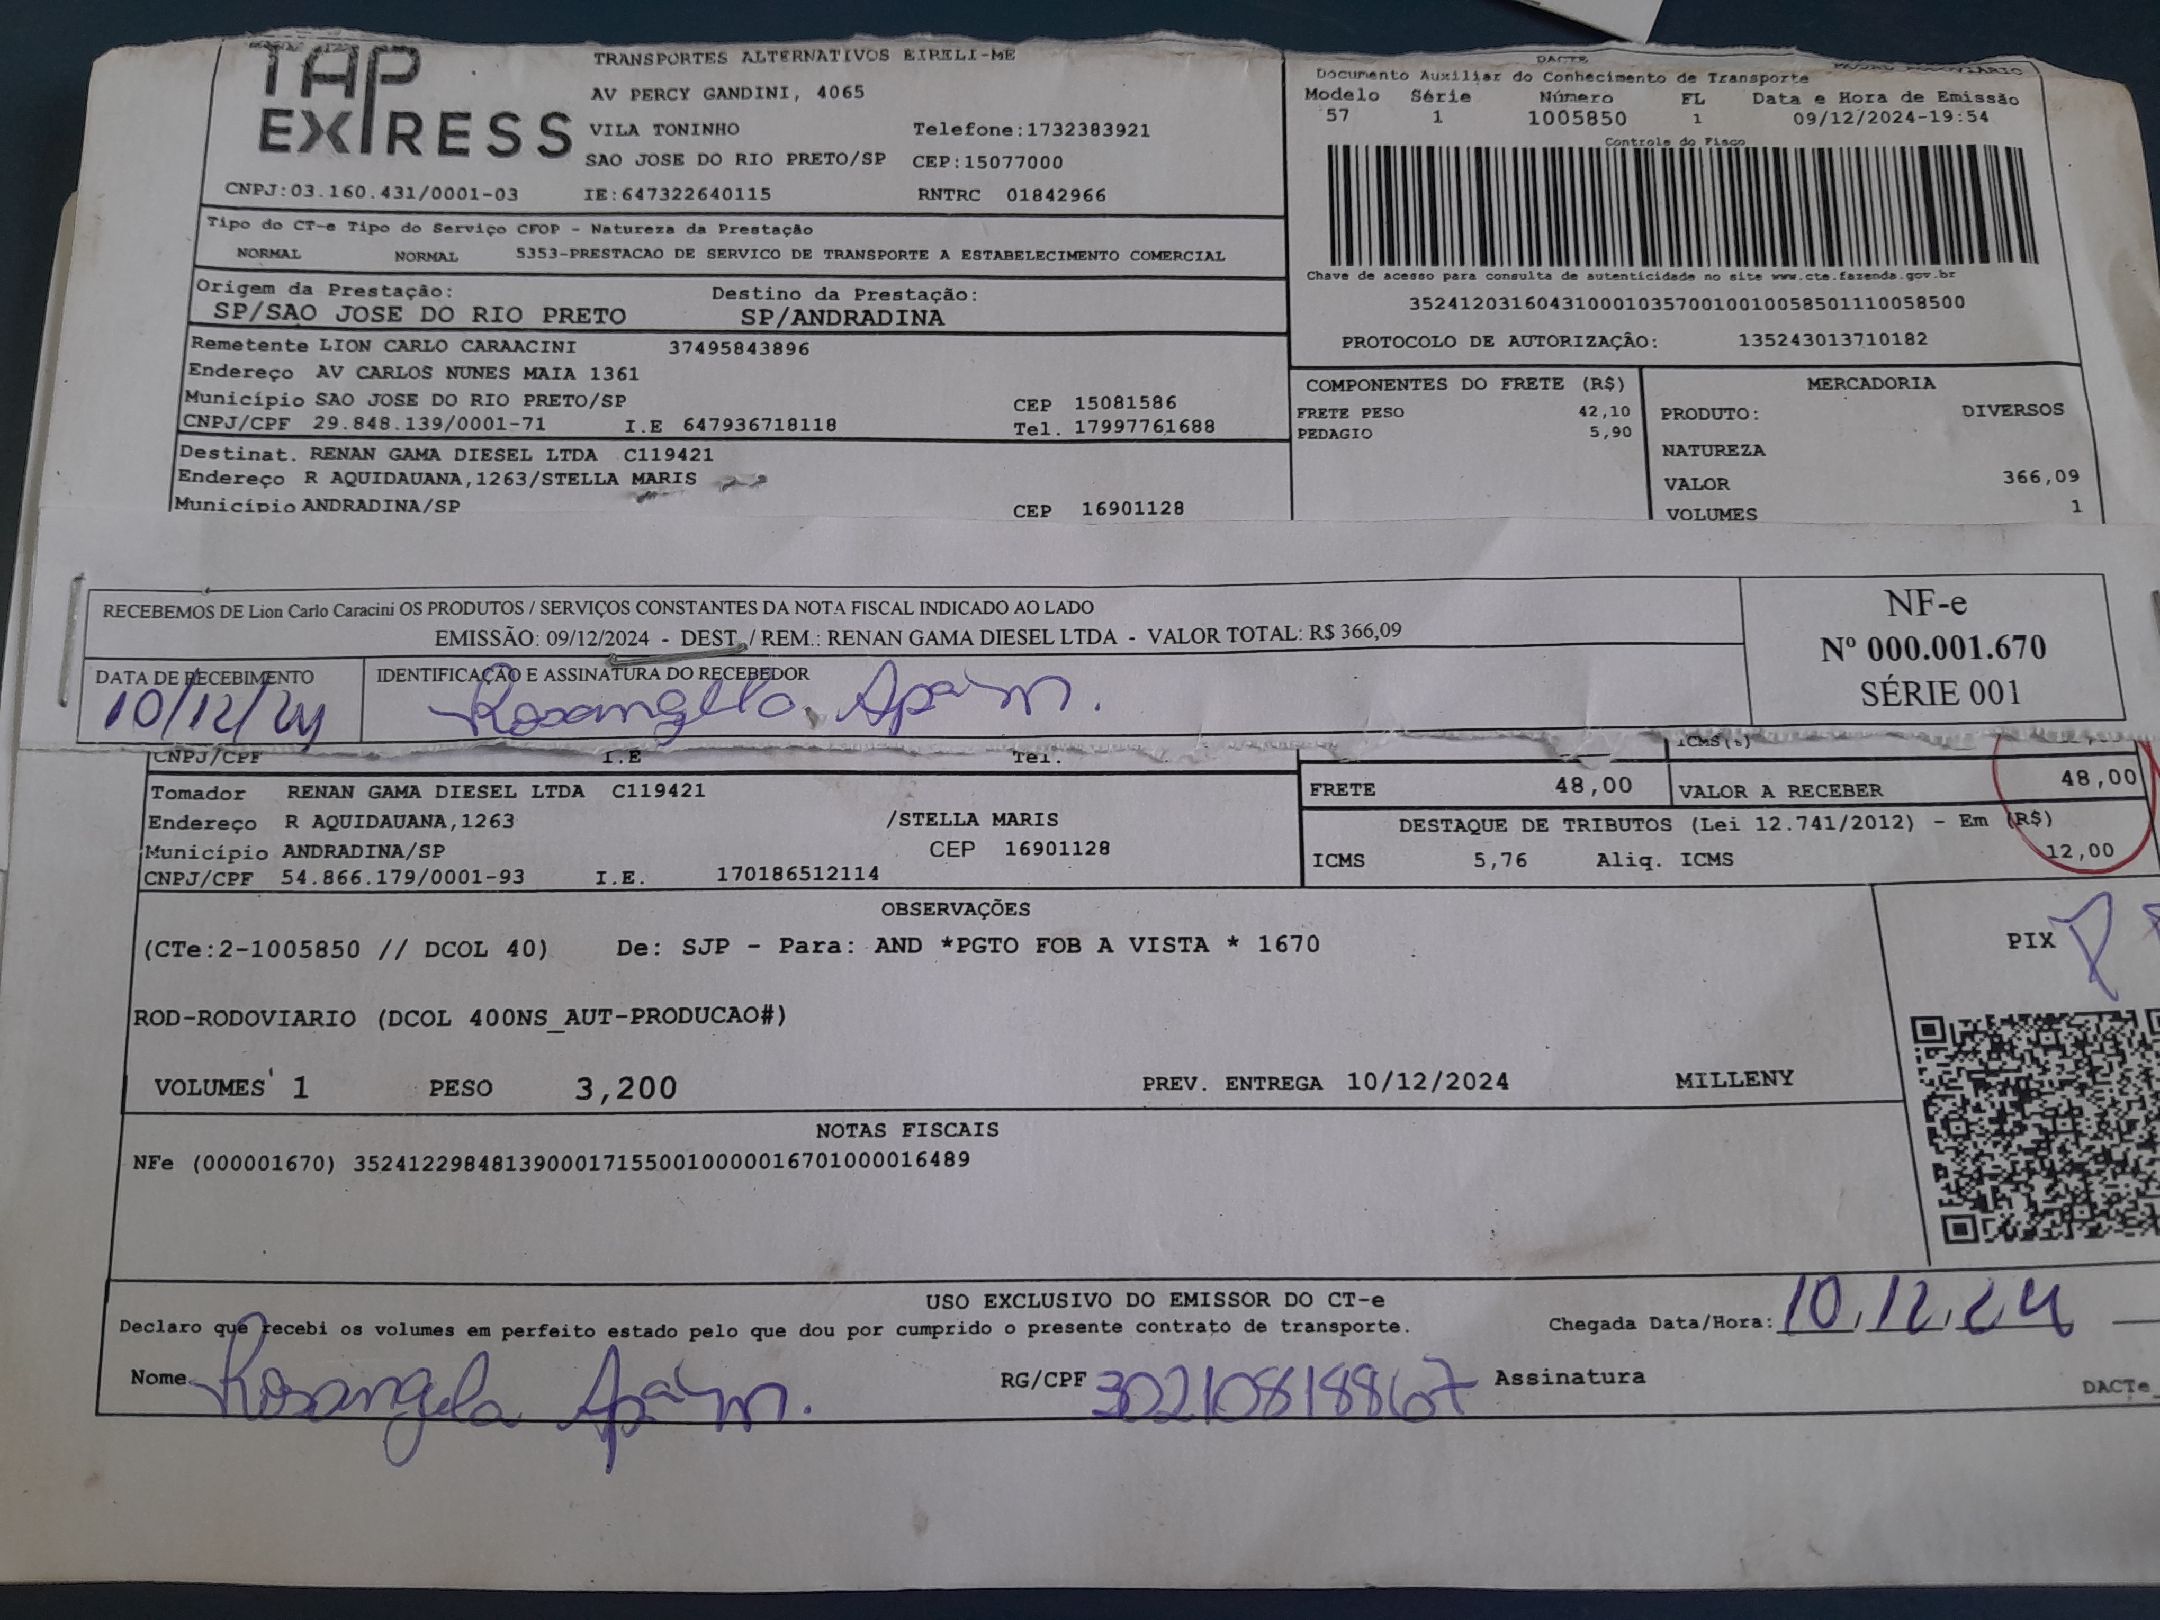 TAP EXPRESS
TRANSPORTES ALTERNATIVOS EIRELI-ME
AV PERCY GANDINI, 4065
VILA TONINHO Telefone:1732383921
SAO JOSE DO RIO PRETO/SP CEP:15077000
CNPJ:03.160.431/0001-03 IE:647322640115 RNTRC 01842966
Tipo do CT-e Tipo do Serviço CFOP - Natureza da Prestação
NORMAL NORMAL 5353-PRESTACAO DE SERVICO DE TRANSPORTE A ESTABELECIMENTO COMERCIAL
Origem da Prestação: Destino da Prestação:
SP/SAO JOSE DO RIO PRETO SP/ANDRADINA
Remetente LION CARLO CARAACINI 37495843896
Endereço AV CARLOS NUNES MAIA 1361
Município SAO JOSE DO RIO PRETO/SP CEP 15081586
CNPJ/CPF 29.848.139/0001-71 I.E 647936718118 Tel. 17997761688
Destinat. RENAN GAMA DIESEL LTDA C119421
Endereço R AQUIDAUANA,1263/STELLA MARIS
Município ANDRADINA/SP CEP 16901128
DACTE
Documento Auxiliar do Conhecimento de Transporte
Modelo Série Número FL Data e Hora de Emissão
57 1 1005850 1 09/12/2024-19:54
Controle do Fisco
Chave de acesso para consulta de autenticidade no site www.cte.fazenda.gov.br
35241203160431000103570010010058501110058500
PROTOCOLO DE AUTORIZAÇÃO: 135243013710182
COMPONENTES DO FRETE (R$)
FRETE PESO 42,10
PEDAGIO 5,90
MERCADORIA
PRODUTO: DIVERSOS
NATUREZA
VALOR 366,09
VOLUMES 1
RECEBEMOS DE Lion Carlo Caracini OS PRODUTOS / SERVIÇOS CONSTANTES DA NOTA FISCAL INDICADO AO LADO
EMISSÃO: 09/12/2024 - DEST. / REM.: RENAN GAMA DIESEL LTDA - VALOR TOTAL: R$ 366,09
DATA DE RECEBIMENTO IDENTIFICAÇÃO E ASSINATURA DO RECEBEDOR
10/12/24 Rosangela Apª M.
NF-e
Nº 000.001.670
SÉRIE 001
CNPJ/CPF I.E Tel.
Tomador RENAN GAMA DIESEL LTDA C119421
Endereço R AQUIDAUANA,1263 /STELLA MARIS
Município ANDRADINA/SP CEP 16901128
CNPJ/CPF 54.866.179/0001-93 I.E. 170186512114
FRETE 48,00 VALOR A RECEBER 48,00
DESTAQUE DE TRIBUTOS (Lei 12.741/2012) - Em (R$)
ICMS 5,76 Aliq. ICMS 12,00
OBSERVAÇÕES
(CTe:2-1005850 // DCOL 40) De: SJP - Para: AND *PGTO FOB A VISTA * 1670
PIX
ROD-RODOVIARIO (DCOL 400NS_AUT-PRODUCAO#)
VOLUMES 1 PESO 3,200 PREV. ENTREGA 10/12/2024 MILLENY
NOTAS FISCAIS
NFe (000001670) 35241229848139000171550010000016701000016489
USO EXCLUSIVO DO EMISSOR DO CT-e
Declaro que recebi os volumes em perfeito estado pelo que dou por cumprido o presente contrato de transporte. Chegada Data/Hora: 10,12,24
Nome Rosangela Apª M. RG/CPF 30210818867 Assinatura
DACTe_